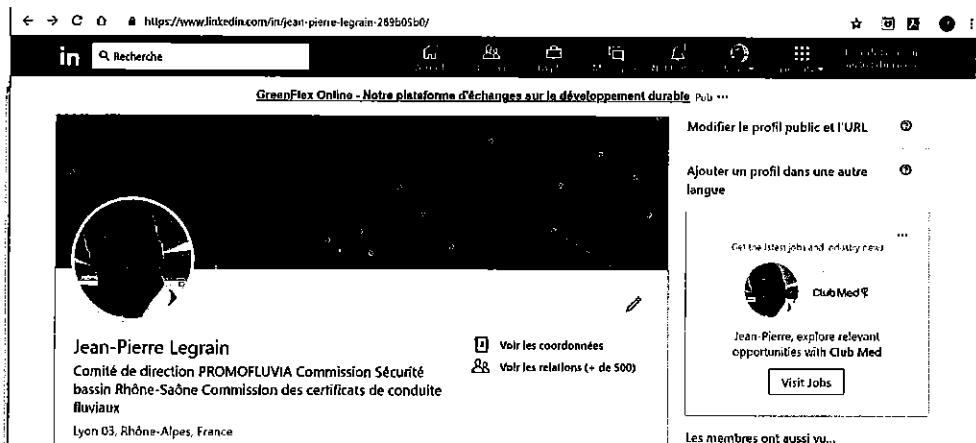 https://www.linkedin.com/in/jean-pierre-legrain-269b05b0/
in
Recherche
GreenFlex Online - Notre plateforme d'échanges sur le développement durable Pub ...
Modifier le profil public et l'URL
Ajouter un profil dans une autre
langue
...
Get the latest jobs and industry news
Club Med
Jean-Pierre, explore relevant
opportunities with Club Med
Visit Jobs
Jean-Pierre Legrain
Comité de direction PROMOFLUVIA Commission Sécurité
bassin Rhône-Saône Commission des certificats de conduite
fluviaux
Lyon 03, Rhône-Alpes, France
Voir les coordonnées
Voir les relations (+ de 500)
Les membres ont aussi vu...